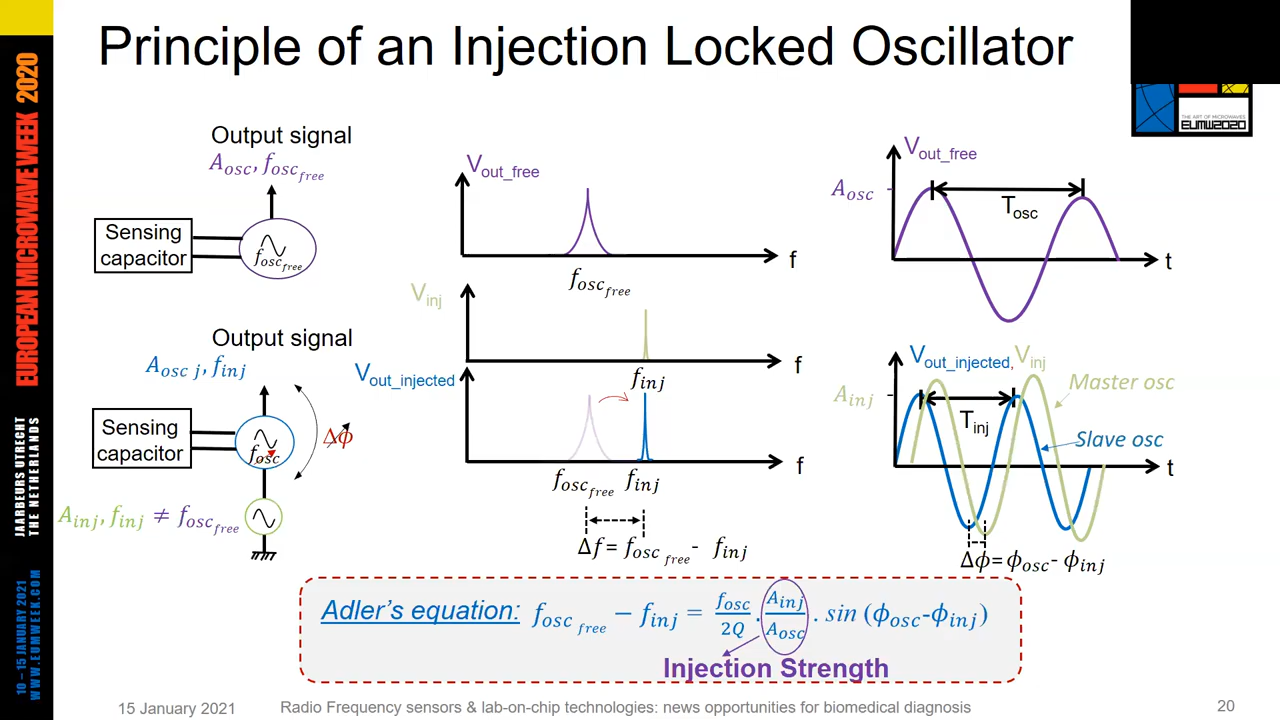 Principle of an Injection Locked Oscillator
EUROPEAN MICROWAVE WEEK 2020
JAARBEURS UTRECHT
THE NETHERLANDS
10 – 15 JANUARY 2021
WWW.EUMWEEK.COM
THE ART OF MICROWAVES
EUMW2020
Output signal
A_osc, f_osc_free
Sensing
capacitor
f_osc_free
Output signal
A_osc j, f_inj
Sensing
capacitor
f_osc
Δϕ
A_inj, f_inj ≠ f_osc_free
V_out_free
f
f_osc_free
V_inj
f
f_inj
V_out_injected
f
f_osc_free f_inj
Δf = f_osc_free - f_inj
V_out_free
A_osc
T_osc
t
V_out_injected, V_inj
A_inj
T_inj
Master osc
Slave osc
t
Δϕ=ϕ_osc- ϕ_inj
Adler's equation: f_osc_free − f_inj = f_osc/2Q . A_inj/A_osc . sin (ϕ_osc-ϕ_inj)
Injection Strength
15 January 2021
Radio Frequency sensors & lab-on-chip technologies: news opportunities for biomedical diagnosis
20